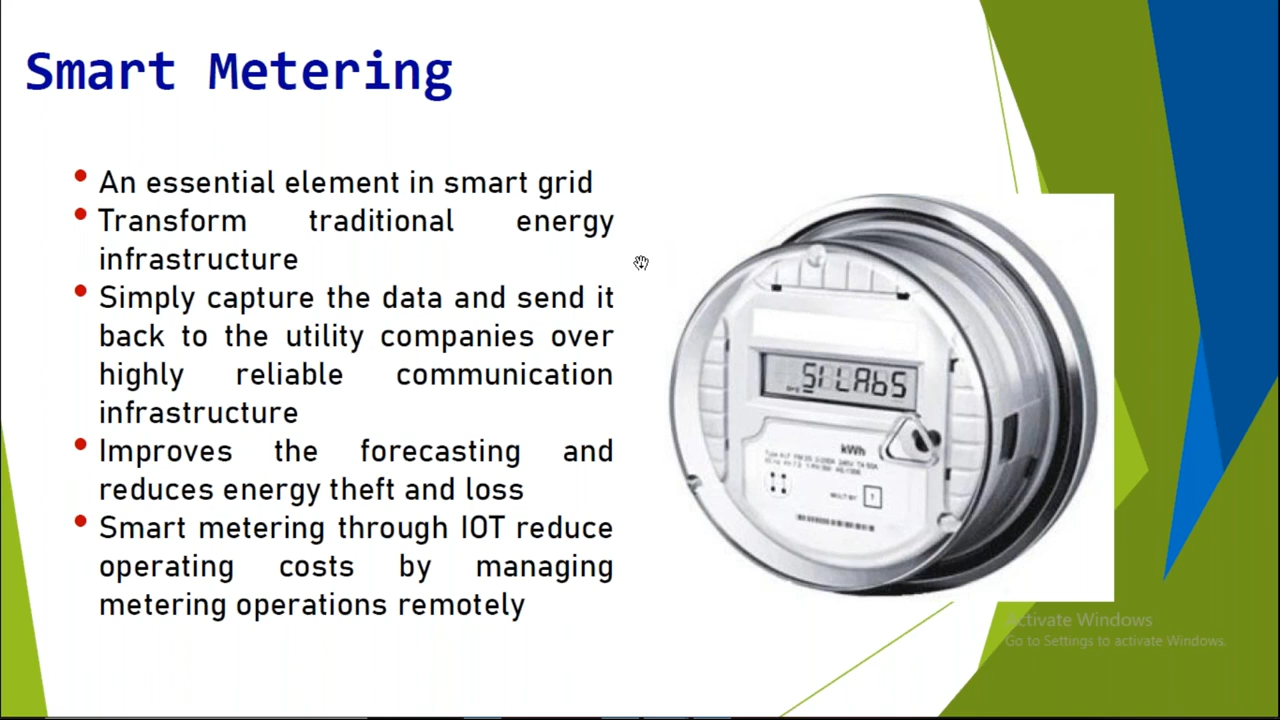 Smart Metering
An essential element in smart grid
Transform traditional energy
infrastructure
Simply capture the data and send it
back to the utility companies over
highly reliable communication
infrastructure
Improves the forecasting and
reduces energy theft and loss
Smart metering through IOT reduce
operating costs by managing
metering operations remotely
SILAbS
kWh
MULT BY 1
Activate Windows
Go to Settings to activate Windows.